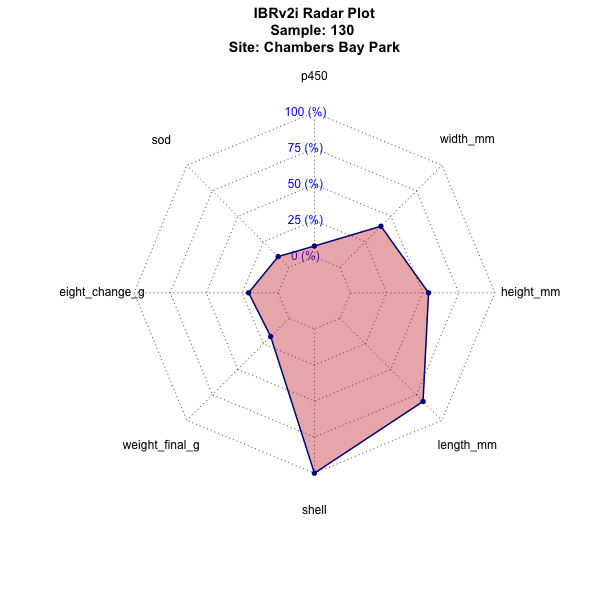 IBRv2i Radar Plot
Sample: 130
Site: Chambers Bay Park
p450
100 (%)
sod
width_mm
75 (%)
50 (%)
25 (%)
0 (%)
eight_change_g
height_mm
weight_final_g
length_mm
shell